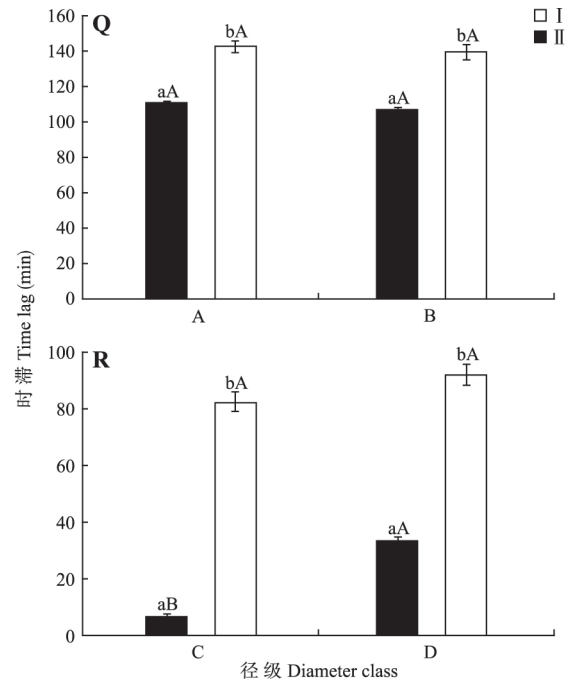 Q
I
II
160
140
120
100
80
60
40
20
0
aA
bA
aA
bA
A
B
时 滞 Time lag (min)
R
100
80
60
40
20
0
aB
bA
aA
bA
C
D
径 级 Diameter class